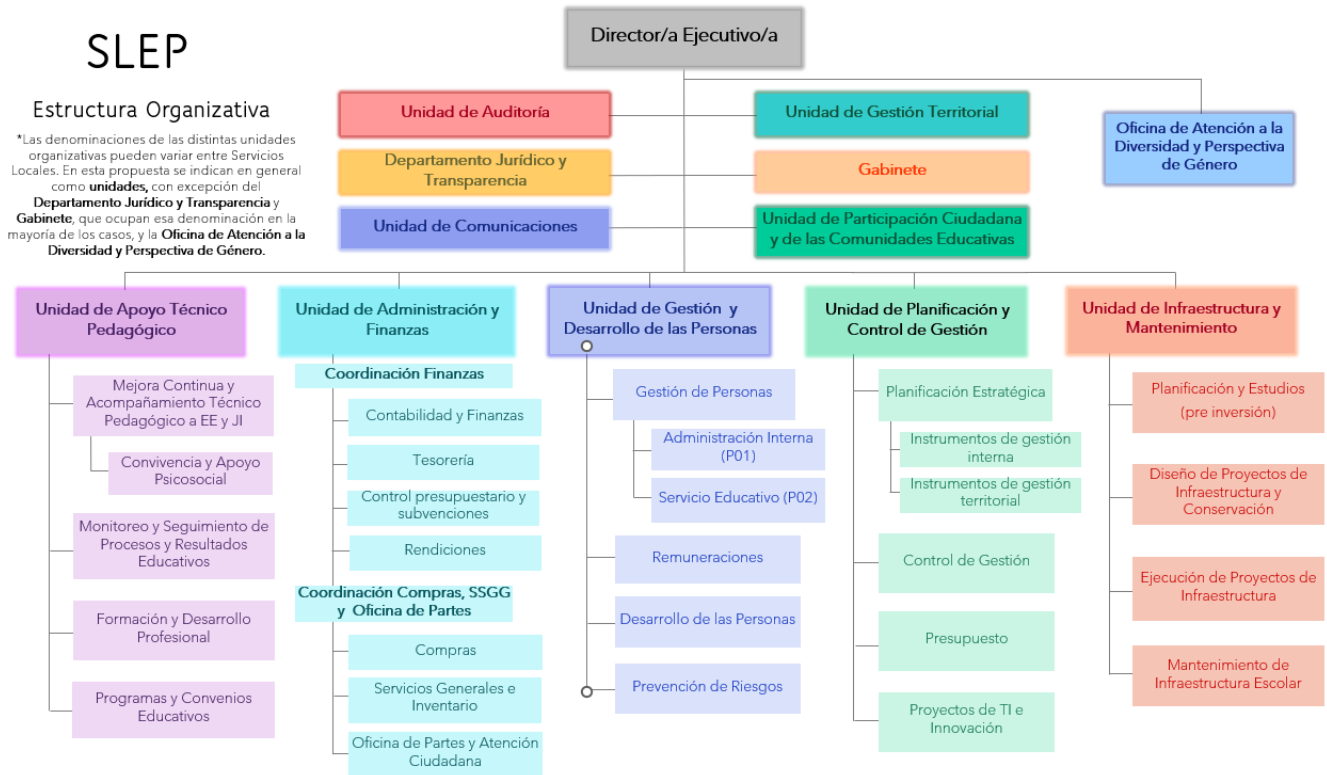 SLEP
Estructura Organizativa
*Las denominaciones de las distintas unidades
organizativas pueden variar entre Servicios
Locales. En esta propuesta se indican en general
como unidades, con excepción del
Departamento Jurídico y Transparencia y
Gabinete, que ocupan esa denominación en la
mayoría de los casos, y la Oficina de Atención a la
Diversidad y Perspectiva de Género.
Director/a Ejecutivo/a
Unidad de Auditoría
Unidad de Gestión Territorial
Oficina de Atención a la
Diversidad y Perspectiva
de Género
Departamento Jurídico y
Transparencia
Gabinete
Unidad de Comunicaciones
Unidad de Participación Ciudadana
y de las Comunidades Educativas
Unidad de Apoyo Técnico
Pedagógico
Mejora Continua y
Acompañamiento Técnico
Pedagógico a EE y JI
Convivencia y Apoyo
Psicosocial
Monitoreo y Seguimiento de
Procesos y Resultados
Educativos
Formación y Desarrollo
Profesional
Programas y Convenios
Educativos
Unidad de Administración y
Finanzas
Coordinación Finanzas
Contabilidad y Finanzas
Tesorería
Control presupuestario y
subvenciones
Rendiciones
Coordinación Compras, SSGG
y Oficina de Partes
Compras
Servicios Generales e
Inventario
Oficina de Partes y Atención
Ciudadana
Unidad de Gestión y
Desarrollo de las Personas
Gestión de Personas
Administración Interna
(P01)
Servicio Educativo (P02)
Remuneraciones
Desarrollo de las Personas
Prevención de Riesgos
Unidad de Planificación y
Control de Gestión
Planificación Estratégica
Instrumentos de gestión
interna
Instrumentos de gestión
territorial
Control de Gestión
Presupuesto
Proyectos de TI e
Innovación
Unidad de Infraestructura y
Mantenimiento
Planificación y Estudios
(pre inversión)
Diseño de Proyectos de
Infraestructura y
Conservación
Ejecución de Proyectos de
Infraestructura
Mantenimiento de
Infraestructura Escolar